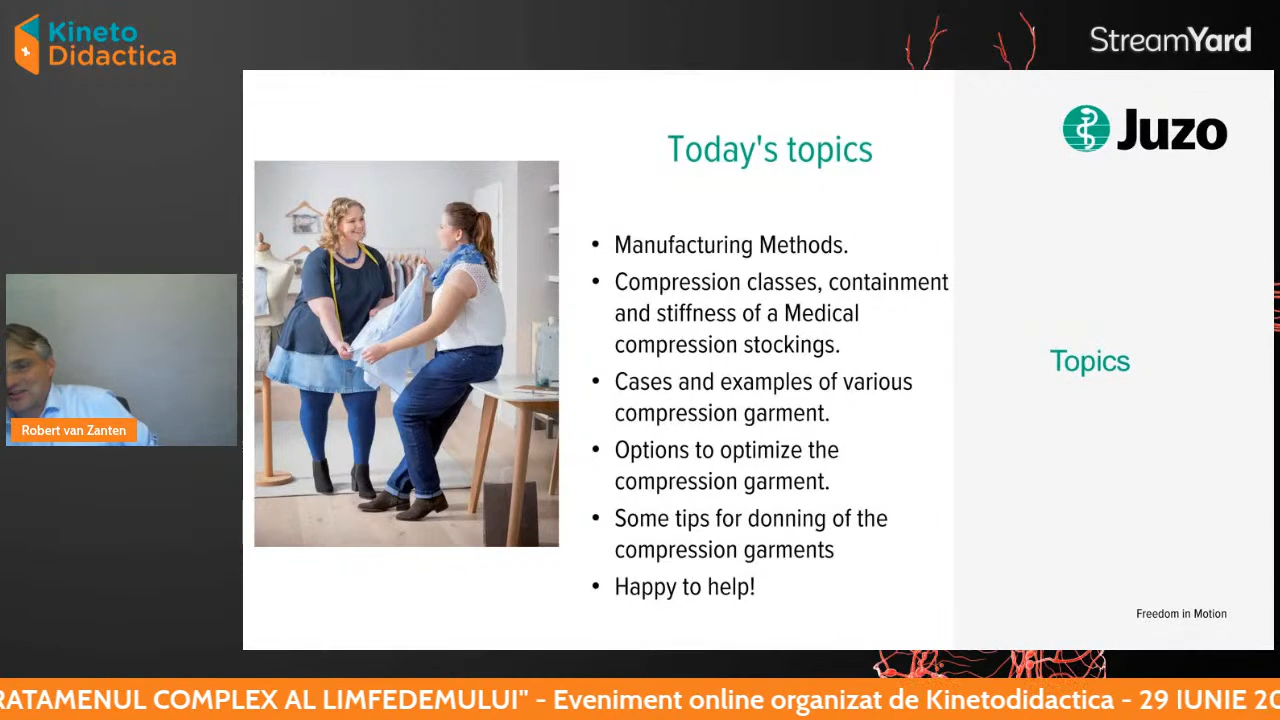 Kineto
Didactica
StreamYard
Juzo
Today's topics
• Manufacturing Methods.
• Compression classes, containment
and stiffness of a Medical
compression stockings.
• Cases and examples of various
compression garment.
• Options to optimize the
compression garment.
• Some tips for donning of the
compression garments
• Happy to help!
Topics
Freedom in Motion
Robert van Zanten
RATAMENUL COMPLEX AL LIMFEDEMULUI" - Eveniment online organizat de Kinetodidactica - 29 IUNIE 20